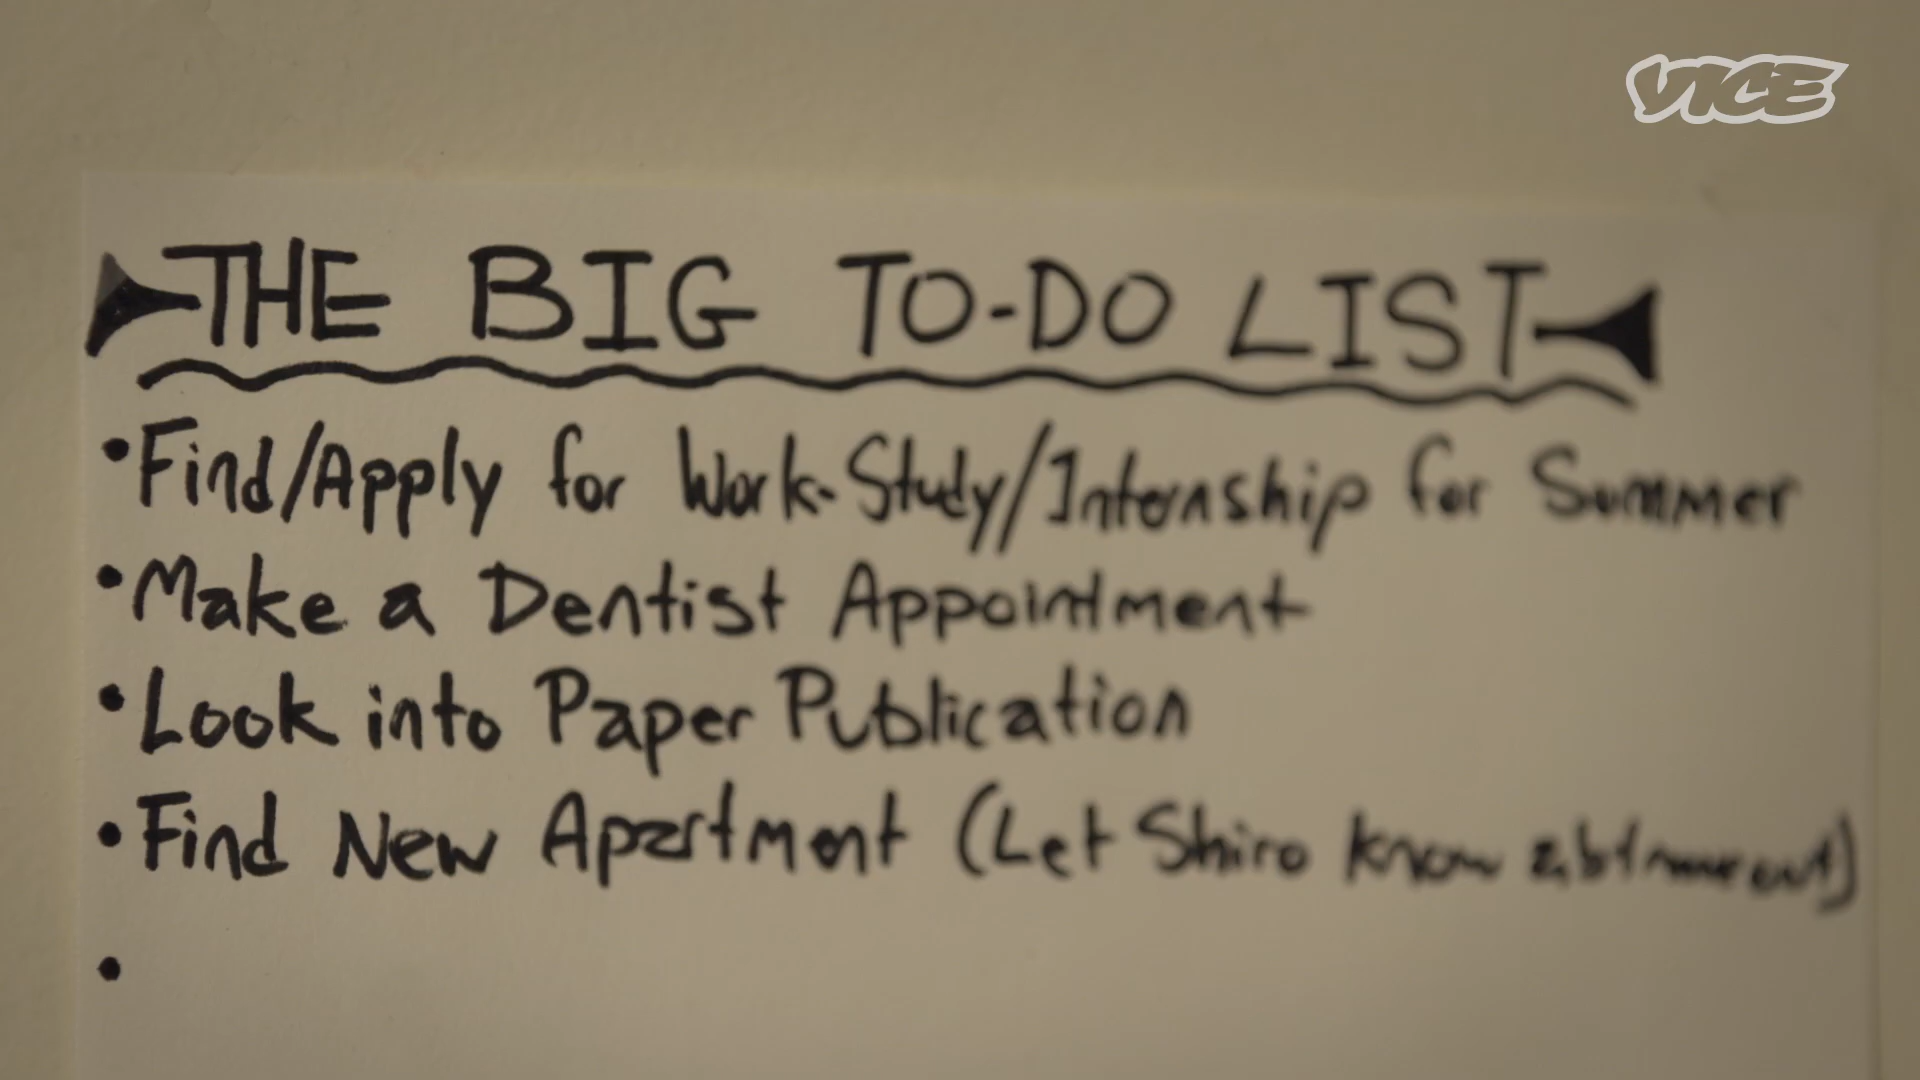 VICE
THE BIG TO-DO LIST
• Find/Apply for Work-Study/Internship for Summer
• Make a Dentist Appointment
• Look into Paper Publication
• Find New Apartment (Let Shiro know
•